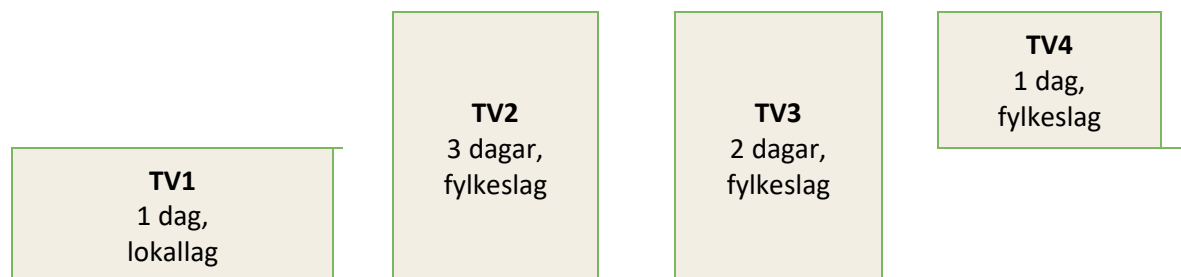 TV1
1 dag,
lokallag
TV2
3 dagar,
fylkeslag
TV3
2 dagar,
fylkeslag
TV4
1 dag,
fylkeslag